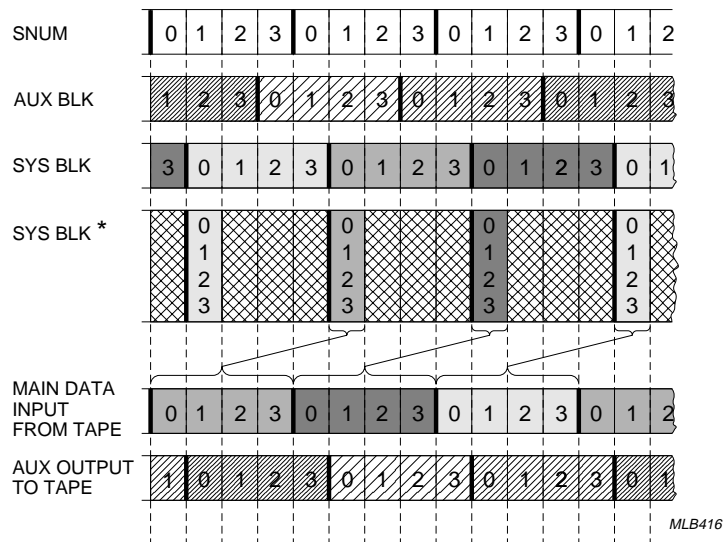 SNUM 0 1 2 3 0 1 2 3 0 1 2 3 0 1 2
AUX BLK 1 2 3 0 1 2 3 0 1 2 3 0 1 2 3
SYS BLK 3 0 1 2 3 0 1 2 3 0 1 2 3 0 1
SYS BLK * 0 0 0 0
1 1 1 1
2 2 2 2
3 3 3 3
MAIN DATA
INPUT 0 1 2 3 0 1 2 3 0 1 2 3 0 1 2
FROM TAPE
AUX OUTPUT 1 0 1 2 3 0 1 2 3 0 1 2 3 0 1
TO TAPE
MLB416